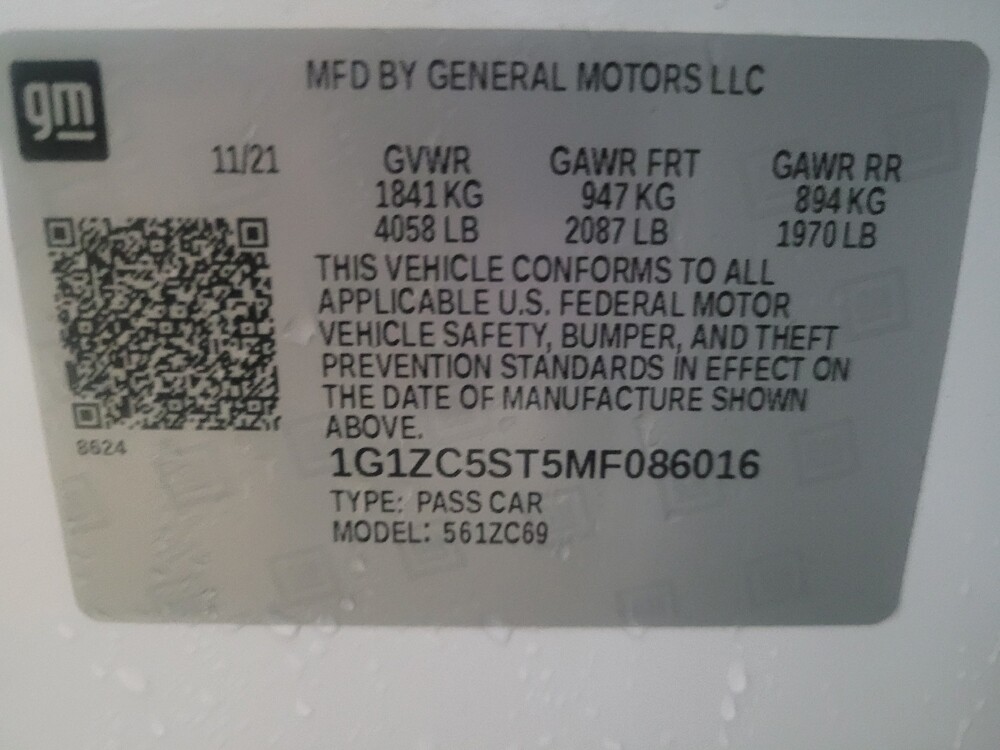 gm
MFD BY GENERAL MOTORS LLC
11/21 GVWR GAWR FRT GAWR RR
1841 KG 947 KG 894 KG
4058 LB 2087 LB 1970 LB
THIS VEHICLE CONFORMS TO ALL
APPLICABLE U.S. FEDERAL MOTOR
VEHICLE SAFETY, BUMPER, AND THEFT
PREVENTION STANDARDS IN EFFECT ON
THE DATE OF MANUFACTURE SHOWN
ABOVE.
8624
1G1ZC5ST5MF086016
TYPE: PASS CAR
MODEL: 561ZC69